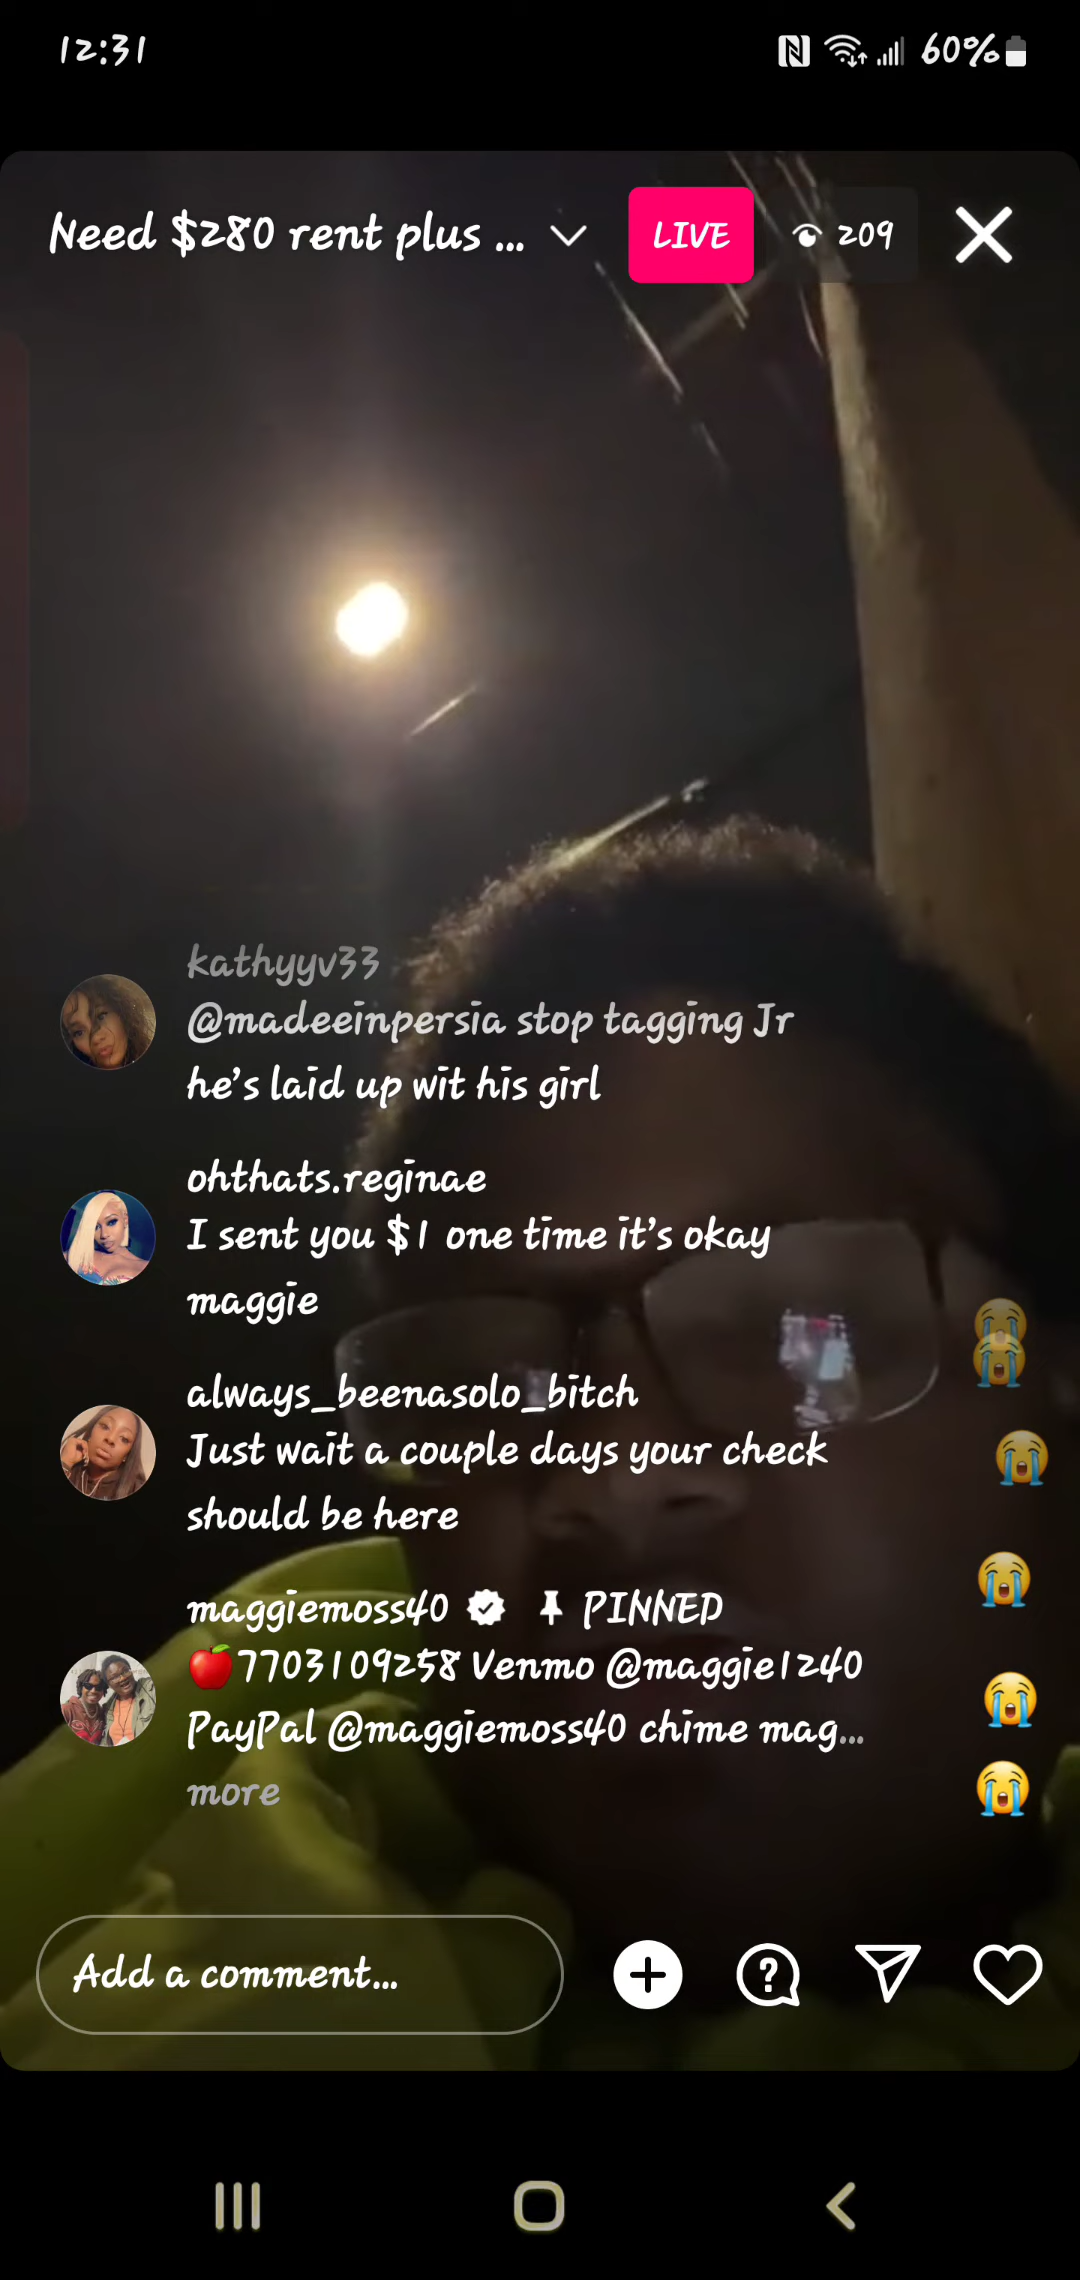 12:31
60%
Need $280 rent plus ...
LIVE
209
kathyyv33
@madeeinpersia stop tagging Jr
he's laid up wit his girl
ohthats.reginae
I sent you $1 one time it's okay
maggie
always_beenasolo_bitch
Just wait a couple days your check
should be here
maggiemoss40 PINNED
🍎7703109258 Venmo @maggie1240
PayPal @maggiemoss40 chime mag...
more
Add a comment...